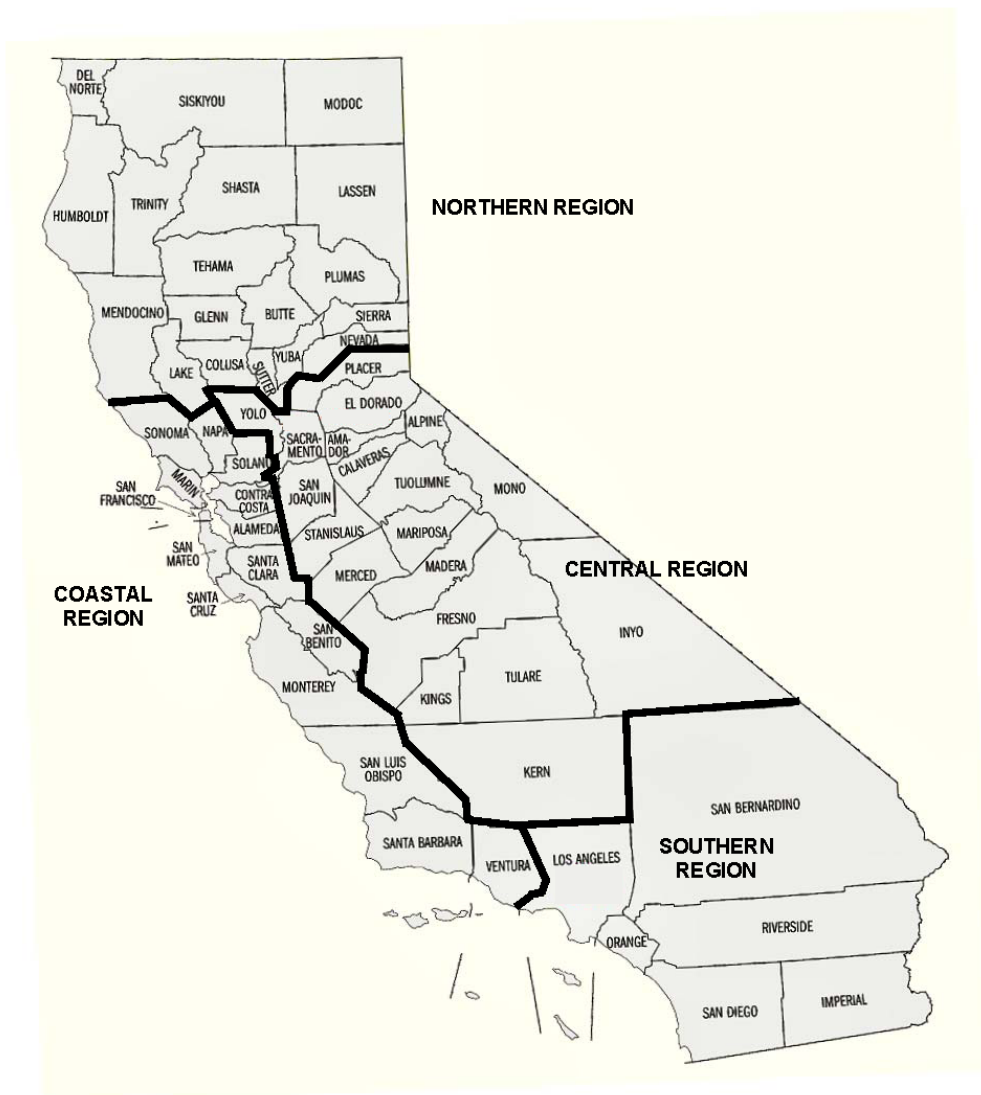 DEL
NORTE
SISKIYOU
MODOC
SHASTA
LASSEN
TRINITY
HUMBOLDT
NORTHERN REGION
TEHAMA
PLUMAS
MENDOCINO
GLENN
BUTTE
SIERRA
NEVADA
YUBA
COLUSA
LAKE
SUTTER
PLACER
EL DORADO
YOLO
ALPINE
SONOMA
NAPA
SACRA-
MENTO
AMA-
DOR
CALAVERAS
SOLANO
MARIN
SAN
FRANCISCO
CONTRA
COSTA
SAN
JOAQUIN
TUOLUMNE
MONO
ALAMEDA
STANISLAUS
MARIPOSA
SAN
MATEO
SANTA
CLARA
MERCED
MADERA
CENTRAL REGION
COASTAL
REGION
SANTA
CRUZ
FRESNO
SAN
BENITO
INYO
MONTEREY
KINGS
TULARE
SAN LUIS
OBISPO
KERN
SAN BERNARDINO
SANTA BARBARA
VENTURA
LOS ANGELES
SOUTHERN
REGION
ORANGE
RIVERSIDE
SAN DIEGO
IMPERIAL